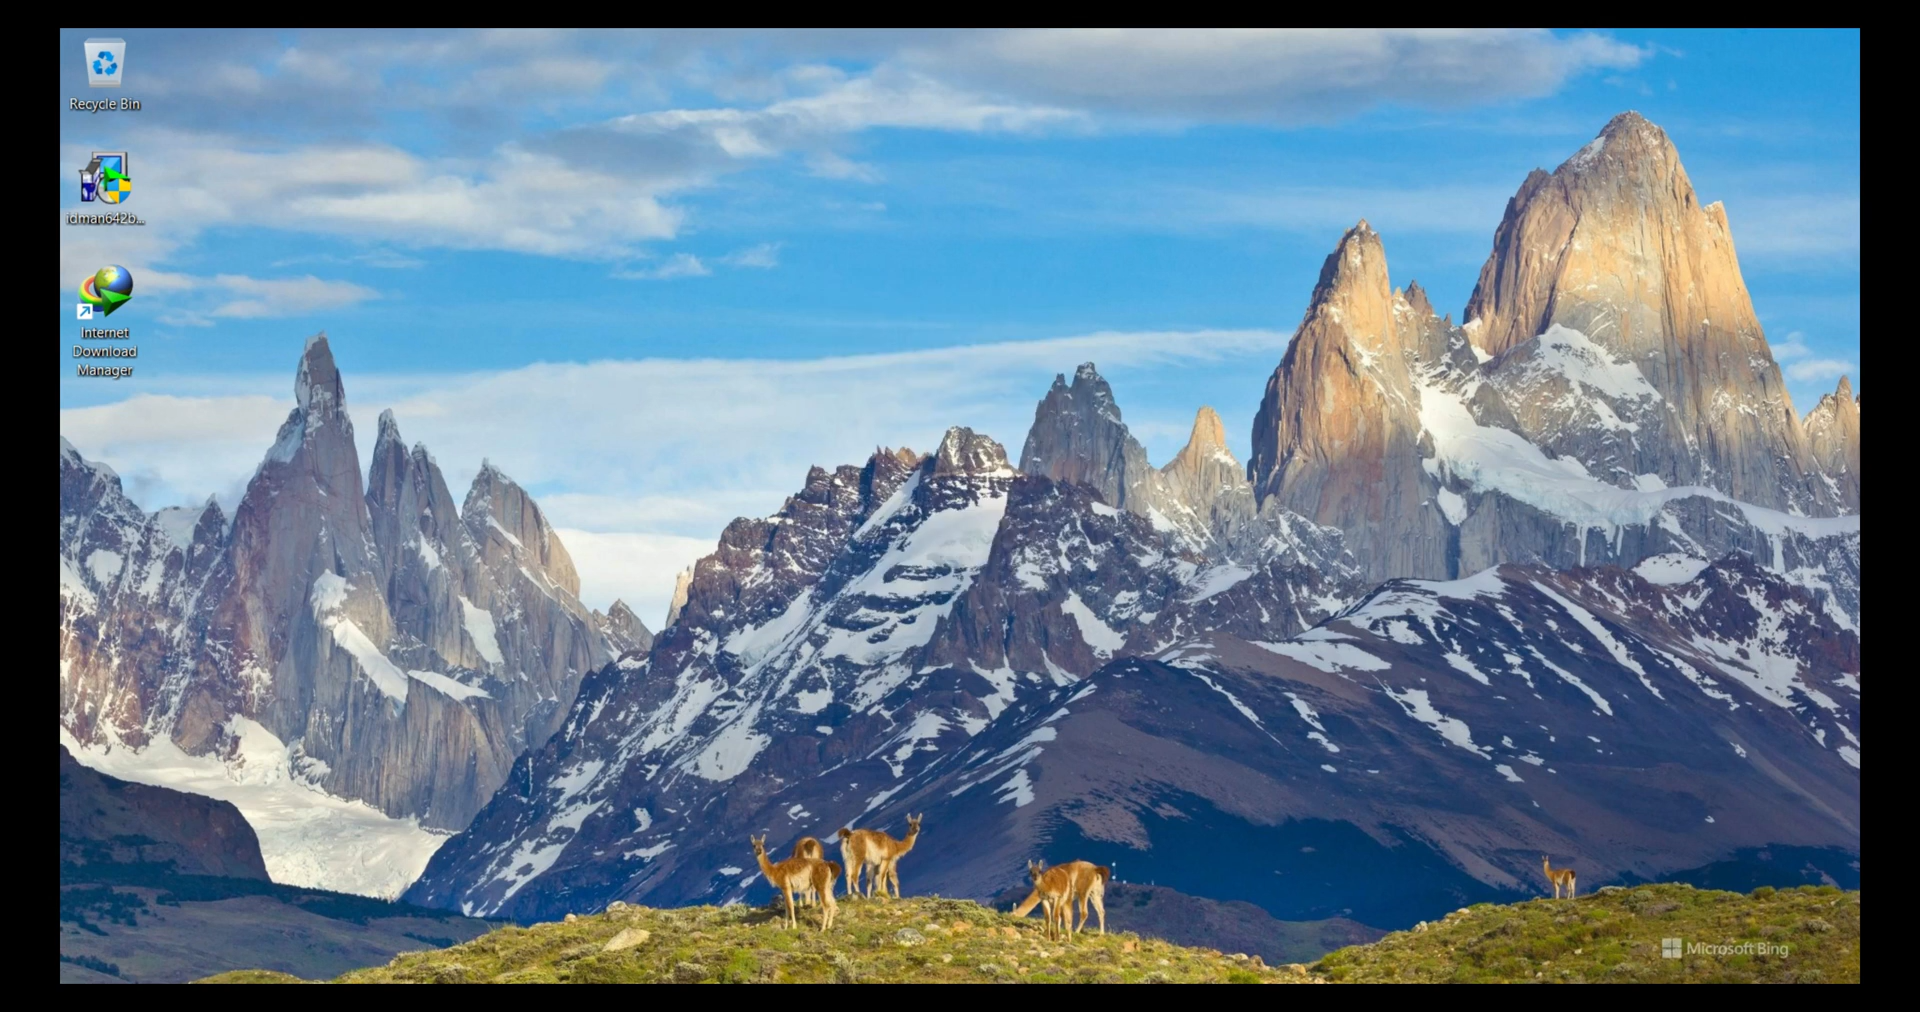 Recycle Bin
idman642b...
Internet
Download
Manager
Microsoft Bing